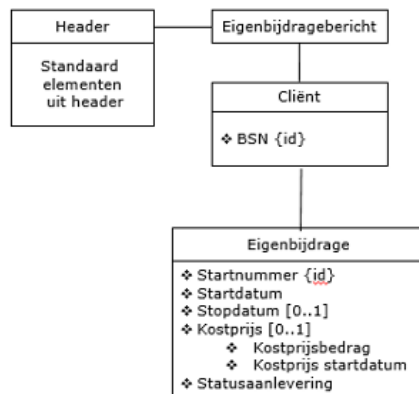 Header
Standaard
elementen
uit header
Eigenbijdragebericht
Cliënt
❖ BSN {id}
Eigenbijdrage
❖ Startnummer {id}
❖ Startdatum
❖ Stopdatum [0..1]
❖ Kostprijs [0..1]
❖ Kostprijsbedrag
❖ Kostprijs startdatum
❖ Statusaanlevering